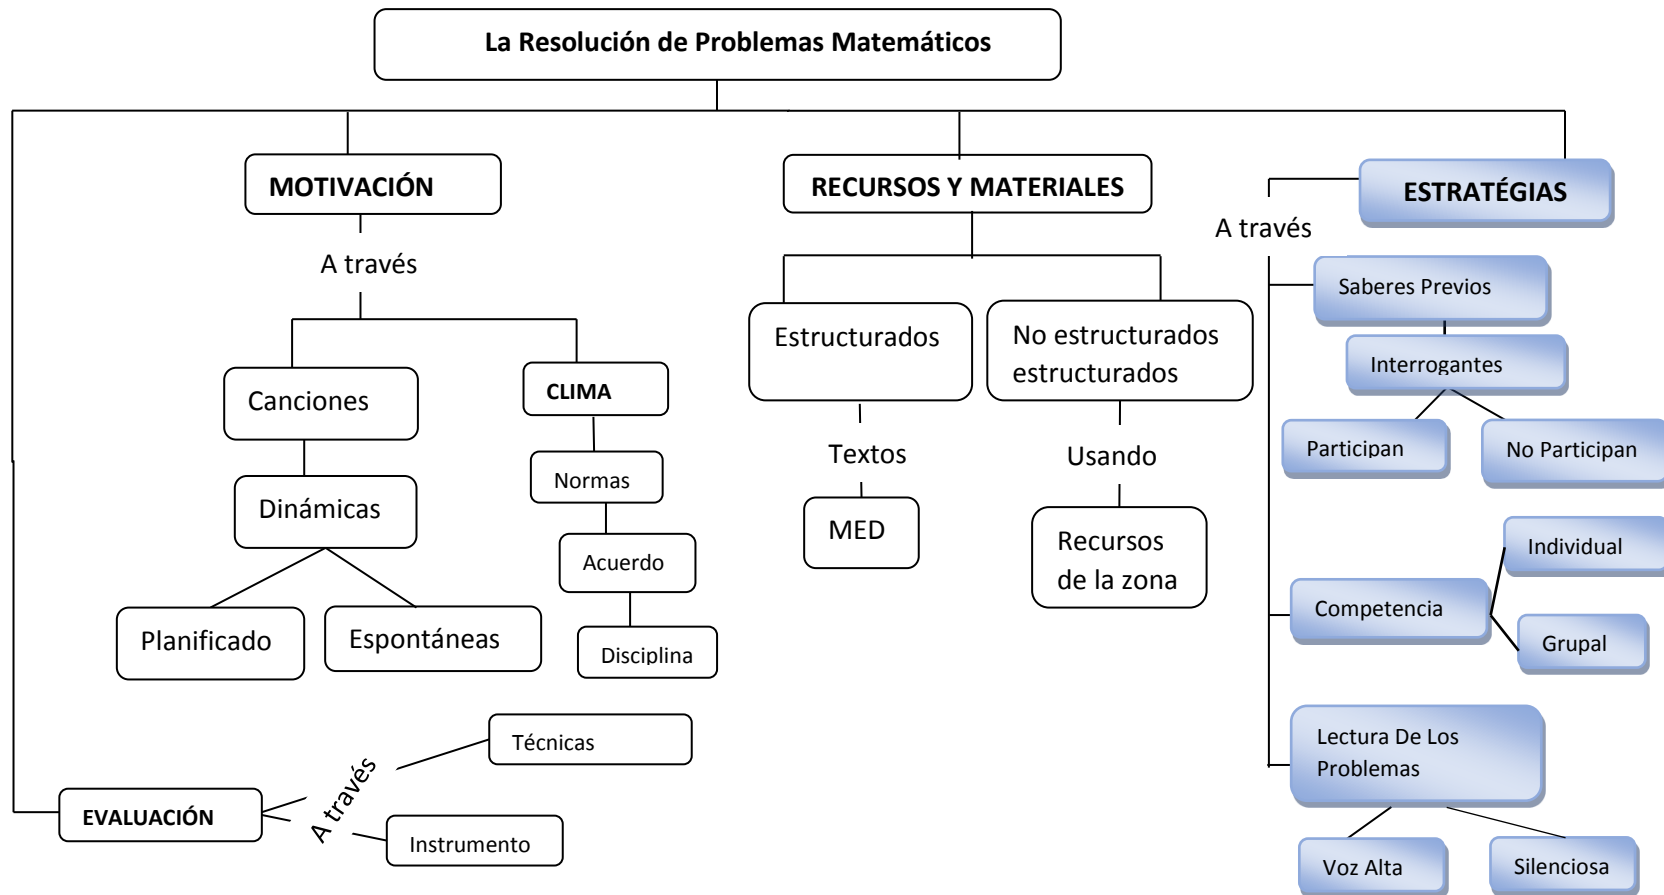 La Resolución de Problemas Matemáticos
MOTIVACIÓN
A través
Canciones
Dinámicas
Planificado
Espontáneas
CLIMA
Normas
Acuerdo
Disciplina
RECURSOS Y MATERIALES
Estructurados
Textos
MED
No estructurados
estructurados
Usando
Recursos
de la zona
ESTRATÉGIAS
A través
Saberes Previos
Interrogantes
Participan
No Participan
Competencia
Individual
Grupal
Lectura De Los
Problemas
Voz Alta
Silenciosa
EVALUACIÓN
A través
Técnicas
Instrumento